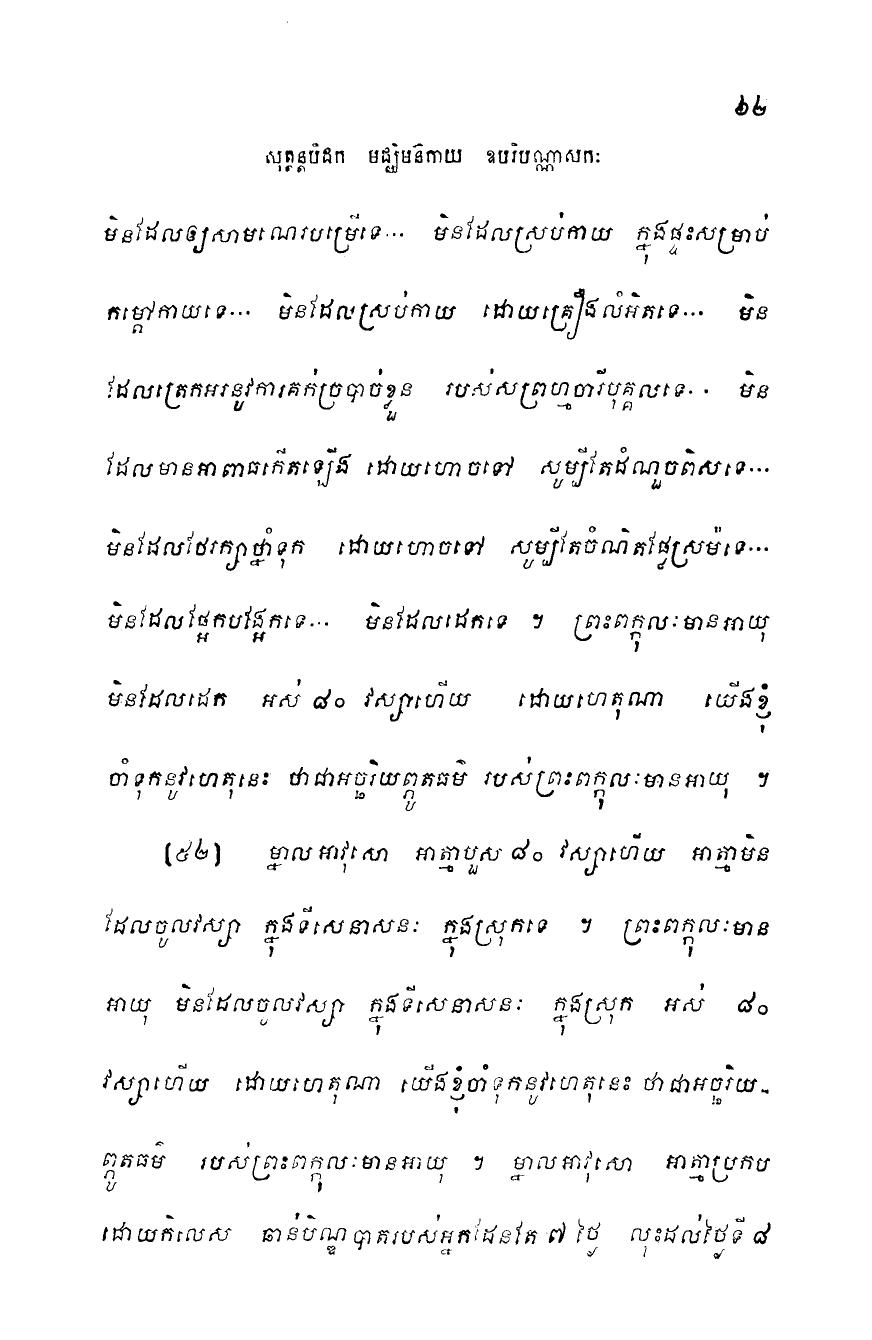 ៦២
សុត្តន្តបិដក មជ្ឈិមនិកាយ ឧបរិបណ្ណាសកៈ
មិនដែលឲ្យសាមណេរបម្រើទេ... មិនដែលស្រប់កាយ ក្នុងផ្ទះសម្រាប់
កម្តៅកាយទេ... មិនដែលស្រប់កាយ ដោយគ្រឿងលំអិតទេ... មិន
ដែលត្រេកអរនូវការគក់ច្របាច់ខ្លួន របស់សព្រហ្មចារីបុគ្គលទេ.. មិន
ដែលមានអាពាធកើតឡើង ដោយហោចទៅ សូម្បីតែដំណួចពិសទេ...
មិនដែលថែរក្សាថ្នាំទុក ដោយហោចទៅ សូម្បីតែចំណិតផ្លែស្រម៉ទេ...
មិនដែលផ្អែកបង្អែកទេ... មិនដែលដេកទេ ។ ព្រះពក្កុលៈមានអាយុ
មិនដែលដេក អស់ ៨០ វស្សាហើយ ដោយហេតុណា យើងខ្ញុំ
ចាំទុកនូវហេតុនេះ ថាជាអច្ឆរិយព្ភូតធម៌ របស់ព្រះពក្កុលៈមានអាយុ ។
(៥២) ម្នាលអាវុសោ អាត្មាបួស ៨០ វស្សាហើយ អាត្មាមិន
ដែលចូលវស្សា ក្នុងទីសេនាសនៈ ក្នុងស្រុកទេ ។ ព្រះពក្កុលៈមាន
អាយុ មិនដែលចូលវស្សា ក្នុងទីសេនាសនៈ ក្នុងស្រុក អស់ ៨០
វស្សាហើយ ដោយហេតុណា យើងខ្ញុំចាំទុកនូវហេតុនេះ ថាជាអច្ឆរិយ-
ព្ភូតធម៌ របស់ព្រះពក្កុលៈមានអាយុ ។ ម្នាលអាវុសោ អាត្មាប្រកប
ដោយកិលេស ឆាន់បិណ្ឌបាតរបស់អ្នកដែនតែ ៧ ថ្ងៃ លុះដល់ថ្ងៃទី ៨